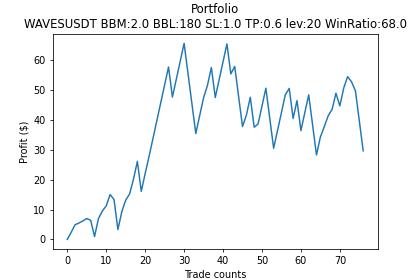 Portfolio
WAVESUSDT BBM:2.0 BBL:180 SL:1.0 TP:0.6 lev:20 WinRatio:68.0
Profit ($)
60
50
40
30
20
10
0
0 10 20 30 40 50 60 70
Trade counts